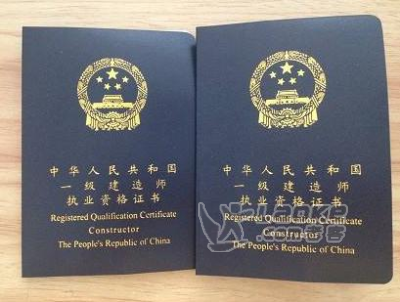 中华人民共和国
一级建造师
执业资格证书
Registered Qualification Certificate
Constructor
The People's Republic of China
中华人民共和国
一级建造师
执业资格证书
Registered Qualification Certificate
Constructor
The People's Republic of China